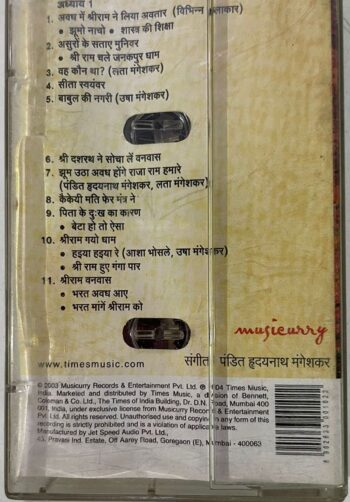 अध्याय 1
1. अवध में श्रीराम ने लिया अवतार (विभिन्न कलाकार)
• झूमो नाचो • शास्त्र की शिक्षा
2. असुरों के सताए मुनिवर
• श्री राम चले जनकपुर धाम
3. वह कौन था? (लता मंगेशकर)
4. सीता स्वयंवर
5. बाबुल की नगरी (उषा मंगेशकर)
6. श्री दशरथ ने सोचा लें वनवास
7. झूम उठा अवध होंगे राजा राम हमारे
(पंडित हृदयनाथ मंगेशकर, लता मंगेशकर)
8. कैकेयी मति फेर मंत्र ने
9. पिता के दुःख का कारण
• बेटा हो तो ऐसा
10. श्रीराम गयो धाम
• हइया हइया रे (आशा भोसले, उषा मंगेशकर)
• श्री राम हुए गंगा पार
11. श्रीराम वनवास
• भरत अवध आए
• भरत मांगें श्रीराम को
musicurry
www.timesmusic.com
संगीत पंडित हृदयनाथ मंगेशकर
© 2003 Musicurry Records & Entertainment Pvt. Ltd. ℗ 2004 Times Music,
India. Marketed and distributed by Times Music, a division of Bennett,
Coleman & Co. Ltd., The Times of India Building, Dr. D.N. Road, Mumbai 400
001, India, under exclusive license from Musicurry Records & Entertainment
Pvt Ltd. All rights reserved. Unauthorised use and copying in any form of this
recording is strictly prohibited and is a violation of applicable laws.
Manufactured by Jet Speed Audio Pvt. Ltd.,
43, Pravasi Ind. Estate, Off Aarey Road, Goregaon (E), Mumbai - 400063